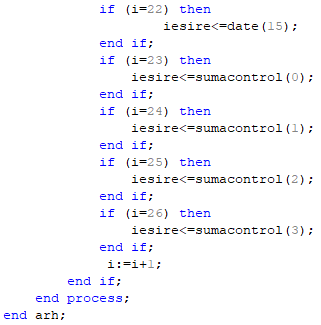 if (i=22) then
iesire<=date(15);
end if;
if (i=23) then
iesire<=sumacontrol(0);
end if;
if (i=24) then
iesire<=sumacontrol(1);
end if;
if (i=25) then
iesire<=sumacontrol(2);
end if;
if (i=26) then
iesire<=sumacontrol(3);
end if;
i:=i+1;
end if;
end process;
end arh;